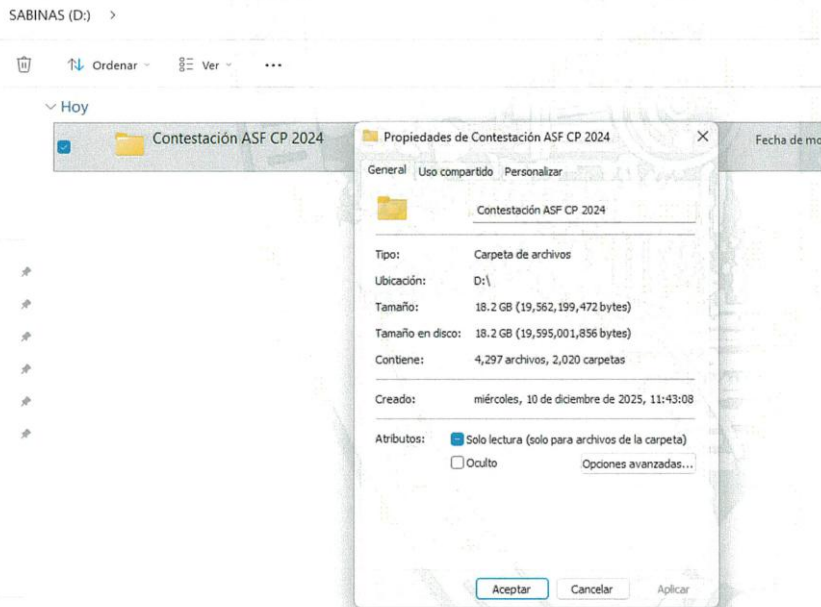 SABINAS (D:) >
Ordenar Ver ...
Hoy
Contestación ASF CP 2024
Fecha de mo
Propiedades de Contestación ASF CP 2024
General Uso compartido Personalizar
Contestación ASF CP 2024
Tipo: Carpeta de archivos
Ubicación: D:\
Tamaño: 18.2 GB (19,562,199,472 bytes)
Tamaño en disco: 18.2 GB (19,595,001,856 bytes)
Contiene: 4,297 archivos, 2,020 carpetas
Creado: miércoles, 10 de diciembre de 2025, 11:43:08
Atributos: Solo lectura (solo para archivos de la carpeta)
Oculto Opciones avanzadas...
Aceptar Cancelar Aplicar